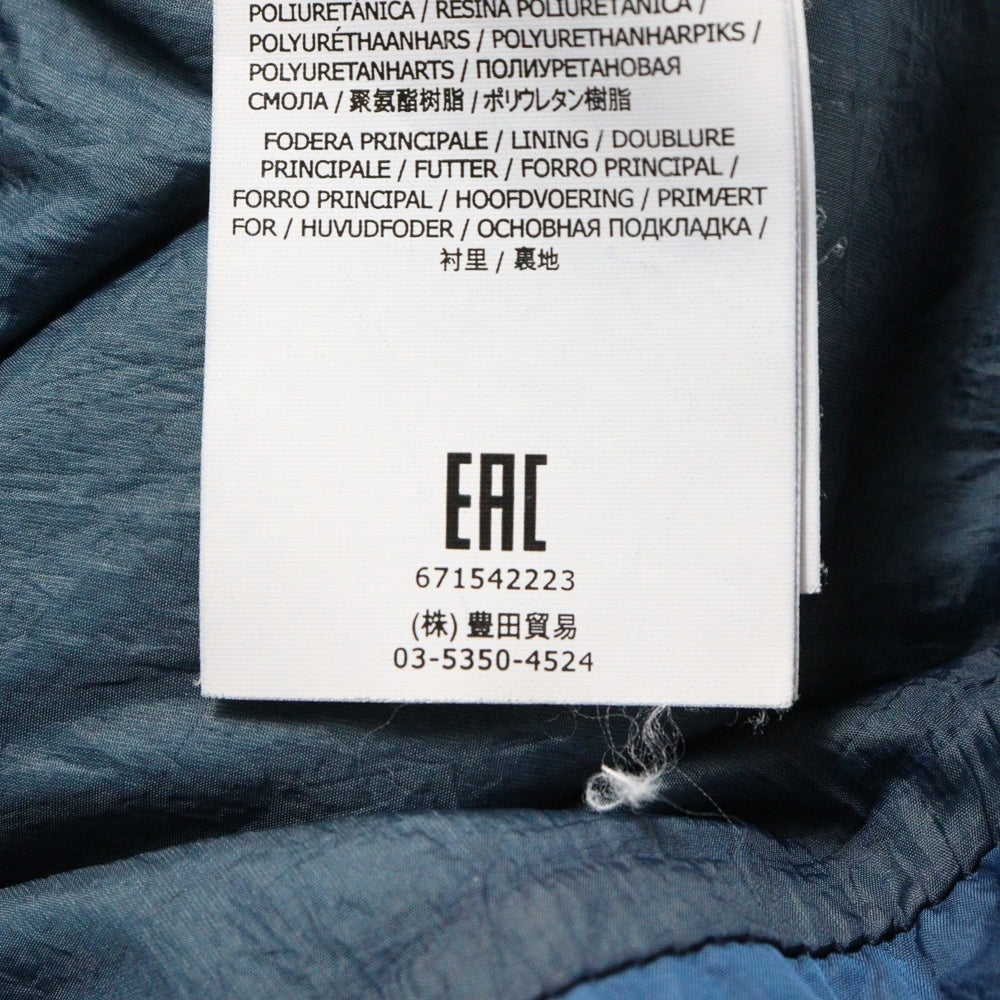 POLIURETÁNICA / RESINA POLIURETÂNICA /
POLYURÉTHAANHARS / POLYURETHANHARPIKS /
POLYURETANHARTS / ПОЛИУРЕТАНОВАЯ
СМОЛА / 聚氨酯树脂 / ポリウレタン樹脂
FODERA PRINCIPALE / LINING / DOUBLURE
PRINCIPALE / FUTTER / FORRO PRINCIPAL /
FORRO PRINCIPAL / HOOFDVOERING / PRIMÆRT
FOR / HUVUDFODER / ОСНОВНАЯ ПОДКЛАДКА /
衬里 / 裏地
EAC
671542223
(株) 豊田貿易
03-5350-4524